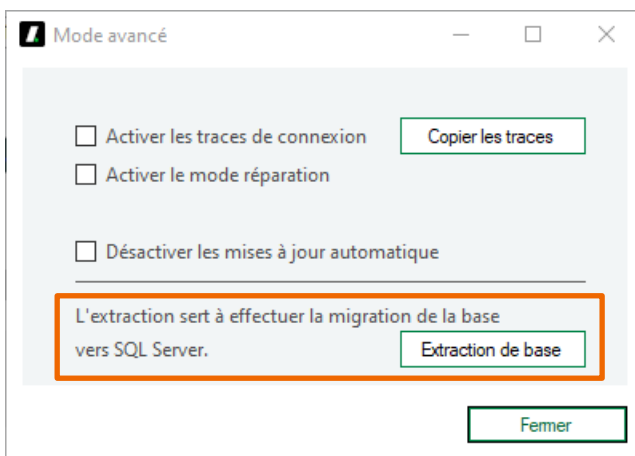 Mode avancé
Activer les traces de connexion
Copier les traces
Activer le mode réparation
Désactiver les mises à jour automatique
L'extraction sert à effectuer la migration de la base
vers SQL Server.
Extraction de base
Fermer